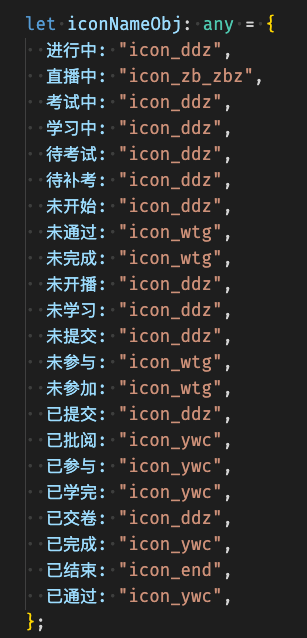 let iconNameObj: any = {
进行中: "icon_ddz",
直播中: "icon_zb_zbz",
考试中: "icon_ddz",
学习中: "icon_ddz",
待考试: "icon_ddz",
待补考: "icon_ddz",
未开始: "icon_ddz",
未通过: "icon_wtg",
未完成: "icon_wtg",
未开播: "icon_ddz",
未学习: "icon_ddz",
未提交: "icon_ddz",
未参与: "icon_wtg",
未参加: "icon_wtg",
已提交: "icon_ddz",
已批阅: "icon_ywc",
已参与: "icon_ywc",
已学完: "icon_ywc",
已交卷: "icon_ddz",
已完成: "icon_ywc",
已结束: "icon_end",
已通过: "icon_ywc",
};